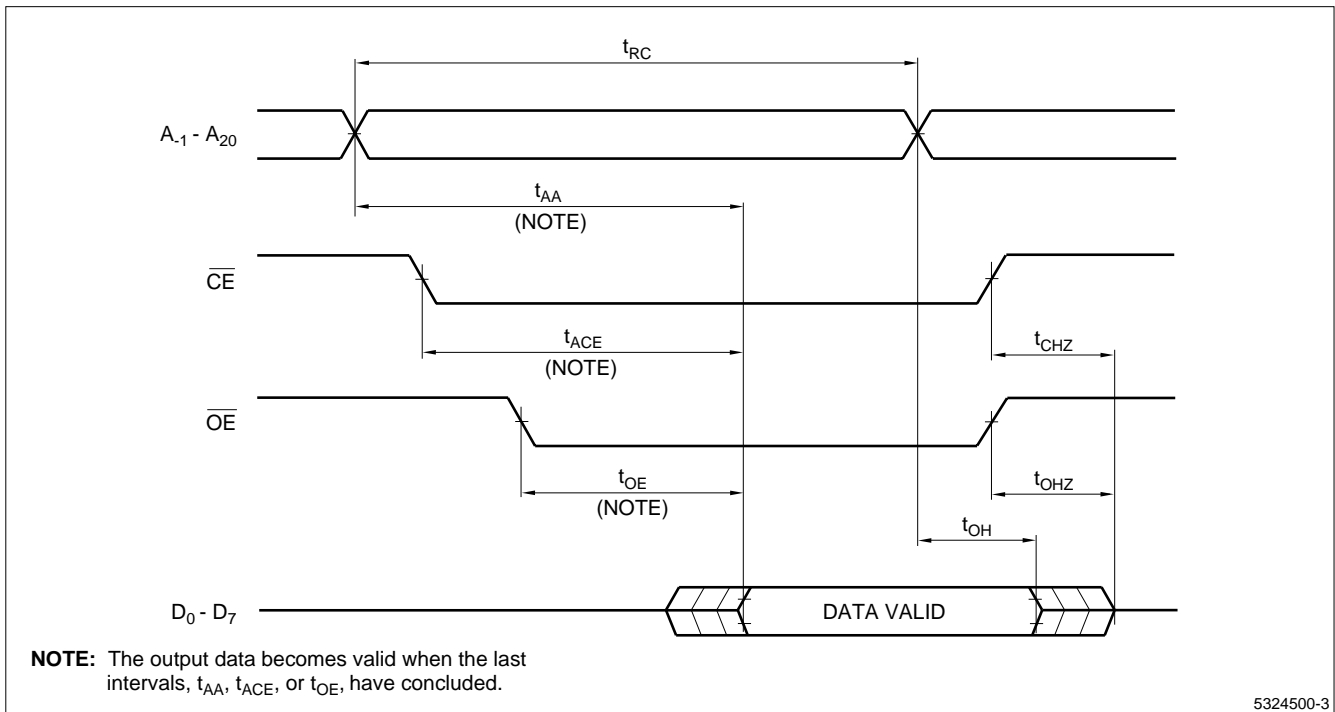 tRC
A-1 - A20
tAA
(NOTE)
CE
tACE
(NOTE)
tCHZ
OE
tOE
(NOTE)
tOHZ
tOH
D0 - D7
DATA VALID
NOTE: The output data becomes valid when the last
intervals, tAA, tACE, or tOE, have concluded.
5324500-3